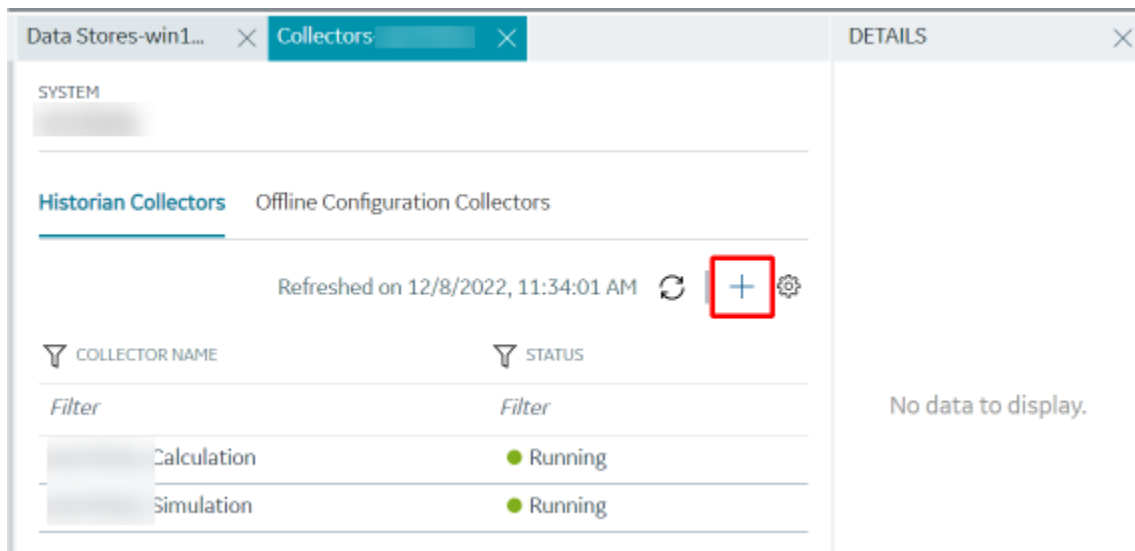 Data Stores-win1...
Collectors
DETAILS
SYSTEM
Historian Collectors Offline Configuration Collectors
Refreshed on 12/8/2022, 11:34:01 AM
COLLECTOR NAME STATUS
Filter Filter
No data to display.
Calculation Running
Simulation Running